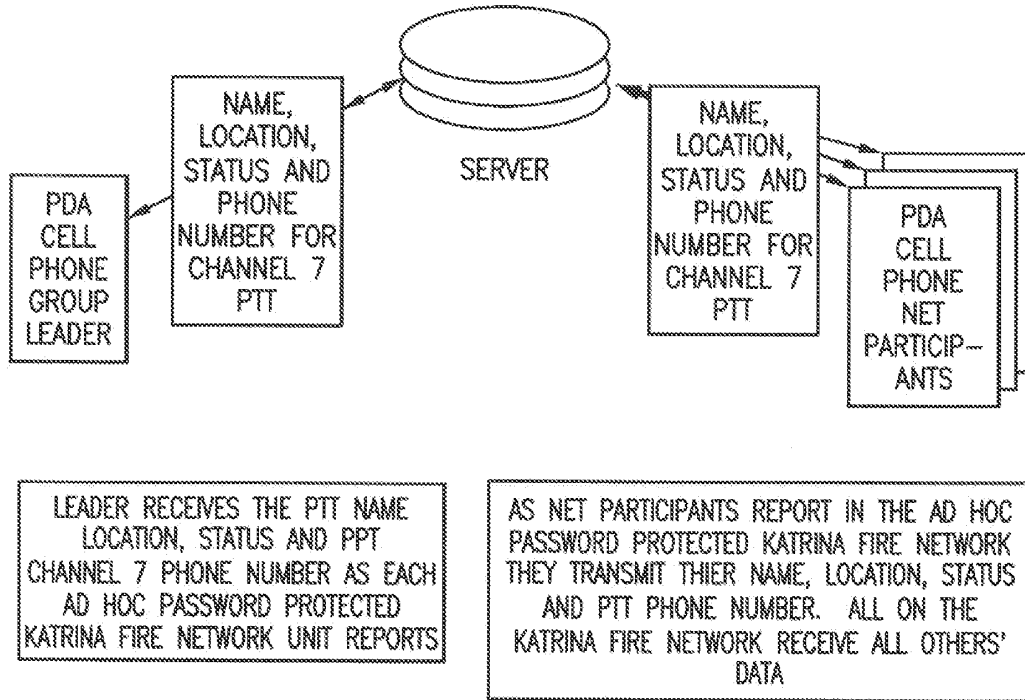 NAME,
LOCATION,
STATUS AND
PHONE
NUMBER FOR
CHANNEL 7
PTT
SERVER
NAME,
LOCATION,
STATUS AND
PHONE
NUMBER FOR
CHANNEL 7
PTT
PDA
CELL
PHONE
GROUP
LEADER
PDA
CELL
PHONE
NET
PARTICIP-
ANTS
LEADER RECEIVES THE PTT NAME
LOCATION, STATUS AND PPT
CHANNEL 7 PHONE NUMBER AS EACH
AD HOC PASSWORD PROTECTED
KATRINA FIRE NETWORK UNIT REPORTS
AS NET PARTICIPANTS REPORT IN THE AD HOC
PASSWORD PROTECTED KATRINA FIRE NETWORK
THEY TRANSMIT THIER NAME, LOCATION, STATUS
AND PTT PHONE NUMBER. ALL ON THE
KATRINA FIRE NETWORK RECEIVE ALL OTHERS'
DATA